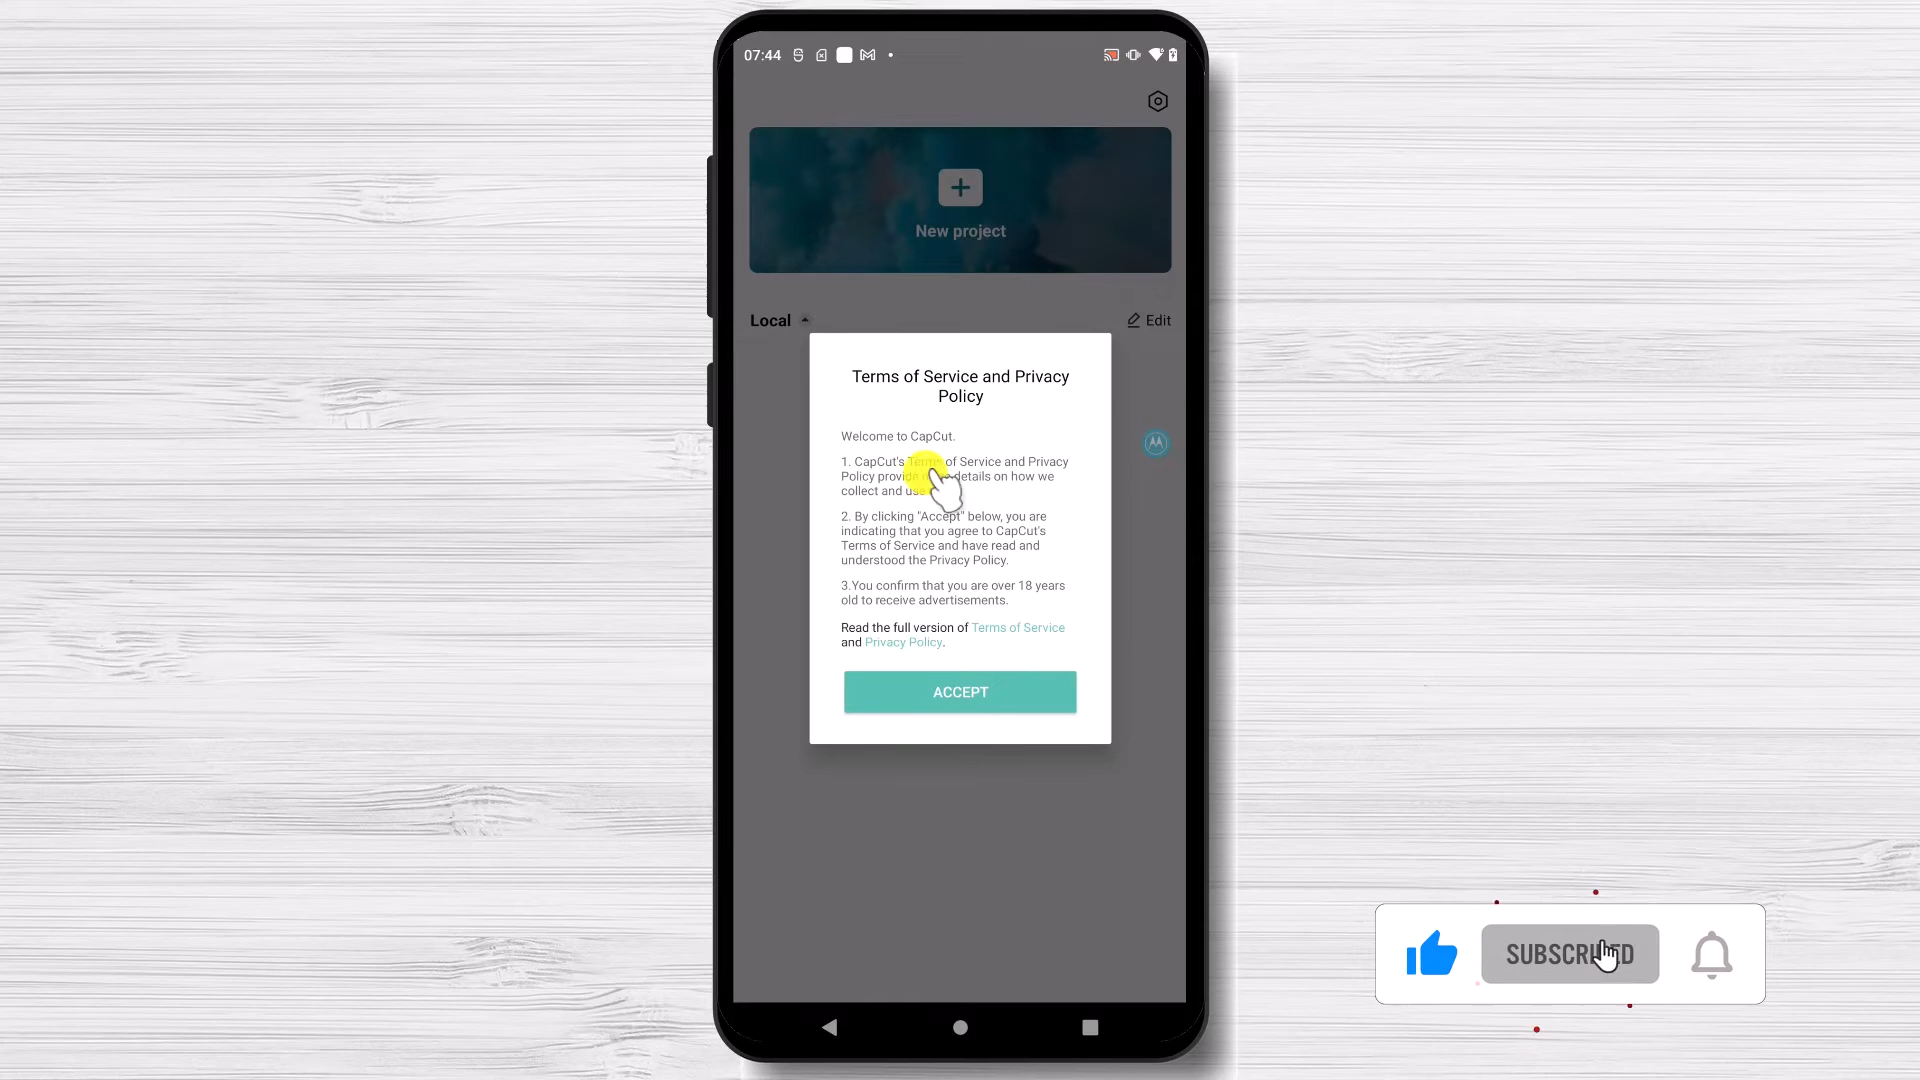 07:44
New project
Local
Edit
Terms of Service and Privacy
Policy
Welcome to CapCut.
1. CapCut's Terms of Service and Privacy
Policy provide details on how we
collect and use
2. By clicking "Accept" below, you are
indicating that you agree to CapCut's
Terms of Service and have read and
understood the Privacy Policy.
3.You confirm that you are over 18 years
old to receive advertisements.
Read the full version of Terms of Service
and Privacy Policy.
ACCEPT
SUBSCRIBED